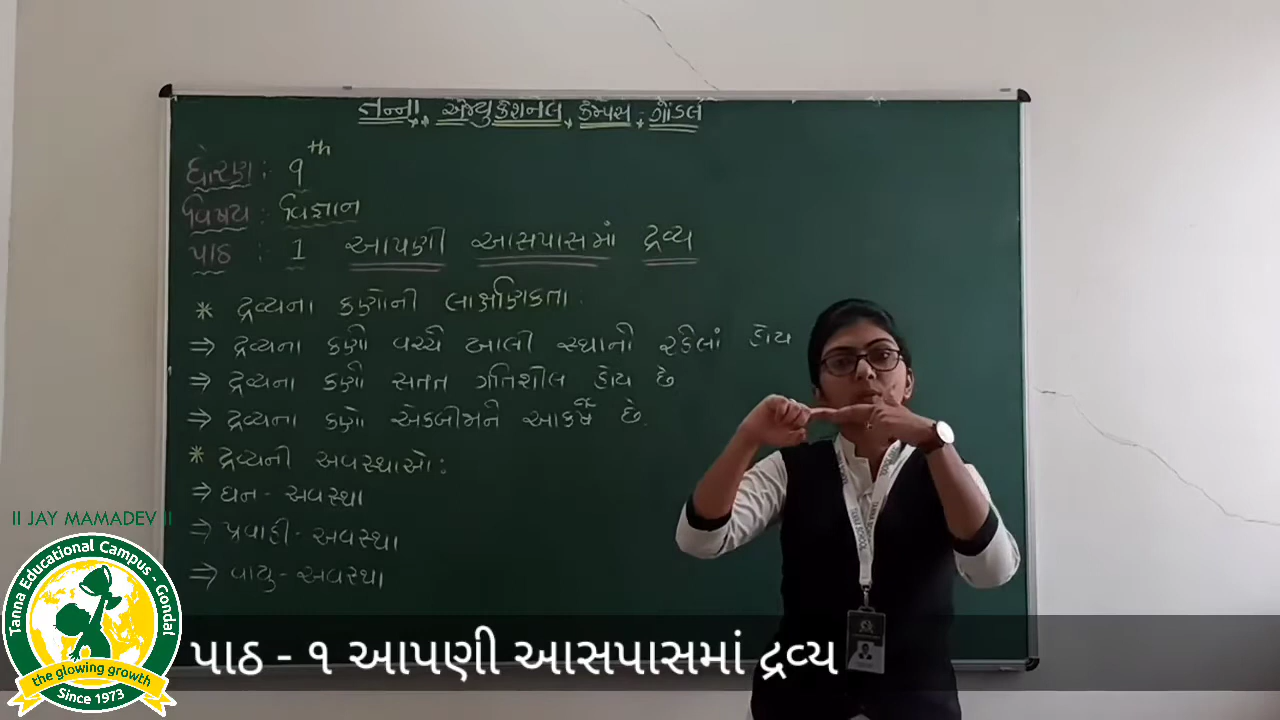 તન્ના એજ્યુકેશનલ કેમ્પસ - ગોંડલ
ધોરણ : ૧ th
વિષય : વિજ્ઞાન
પાઠ : 1 આપણી આસપાસમાં દ્રવ્ય
* દ્રવ્યના કણોની લાક્ષણિકતા.
⇒ દ્રવ્યના કણો વચ્ચે ખાલી સ્થાનો રહેલાં હોય
⇒ દ્રવ્યના કણો સતત ગતિશીલ હોય છે
⇒ દ્રવ્યના કણો એકબીજાને આકર્ષે છે.
* દ્રવ્યની અવસ્થાઓ:
⇒ ઘન - અવસ્થા
⇒ પ્રવાહી - અવસ્થા
⇒ વાયુ - અવસ્થા
II JAY MAMADEV II
Tanna Educational Campus - Gondal
the glowing growth
Since 1973
પાઠ - ૧ આપણી આસપાસમાં દ્રવ્ય